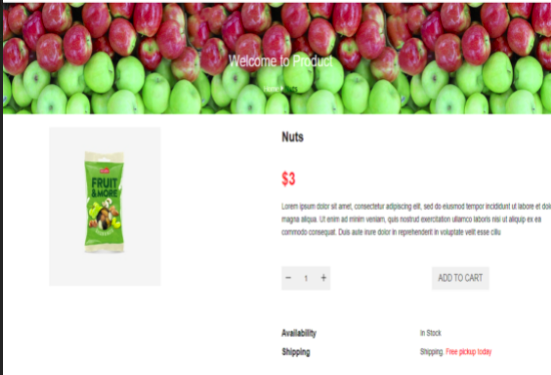 Welcome to Product
FRUIT
& MORE
Nuts
$3
Lorem ipsum dolor sit amet, consectetur adipiscing elit, sed do eiusmod tempor incididunt ut labore et
magna aliqua. Ut enim ad minim veniam, quis nostrud exercitation ullamco laboris nisi ut aliquip ex ea
commodo consequat. Duis aute irure dolor in reprehenderit in voluptate velit esse cillu
− 1 +
ADD TO CART
Availability In Stock
Shipping Shipping. Free pickup today